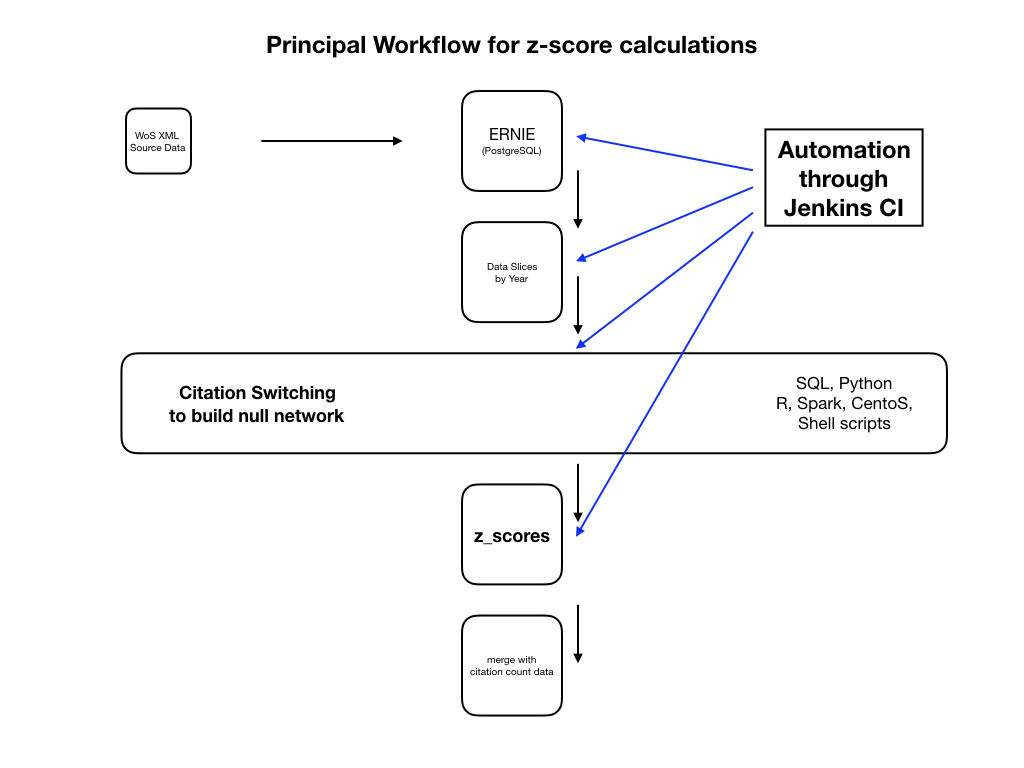 Principal Workflow for z-score calculations
WoS XML
Source Data
ERNIE
(PostgreSQL)
Automation
through
Jenkins CI
Data Slices
by Year
Citation Switching
to build null network
SQL, Python
R, Spark, CentoS,
Shell scripts
z_scores
merge with
citation count data